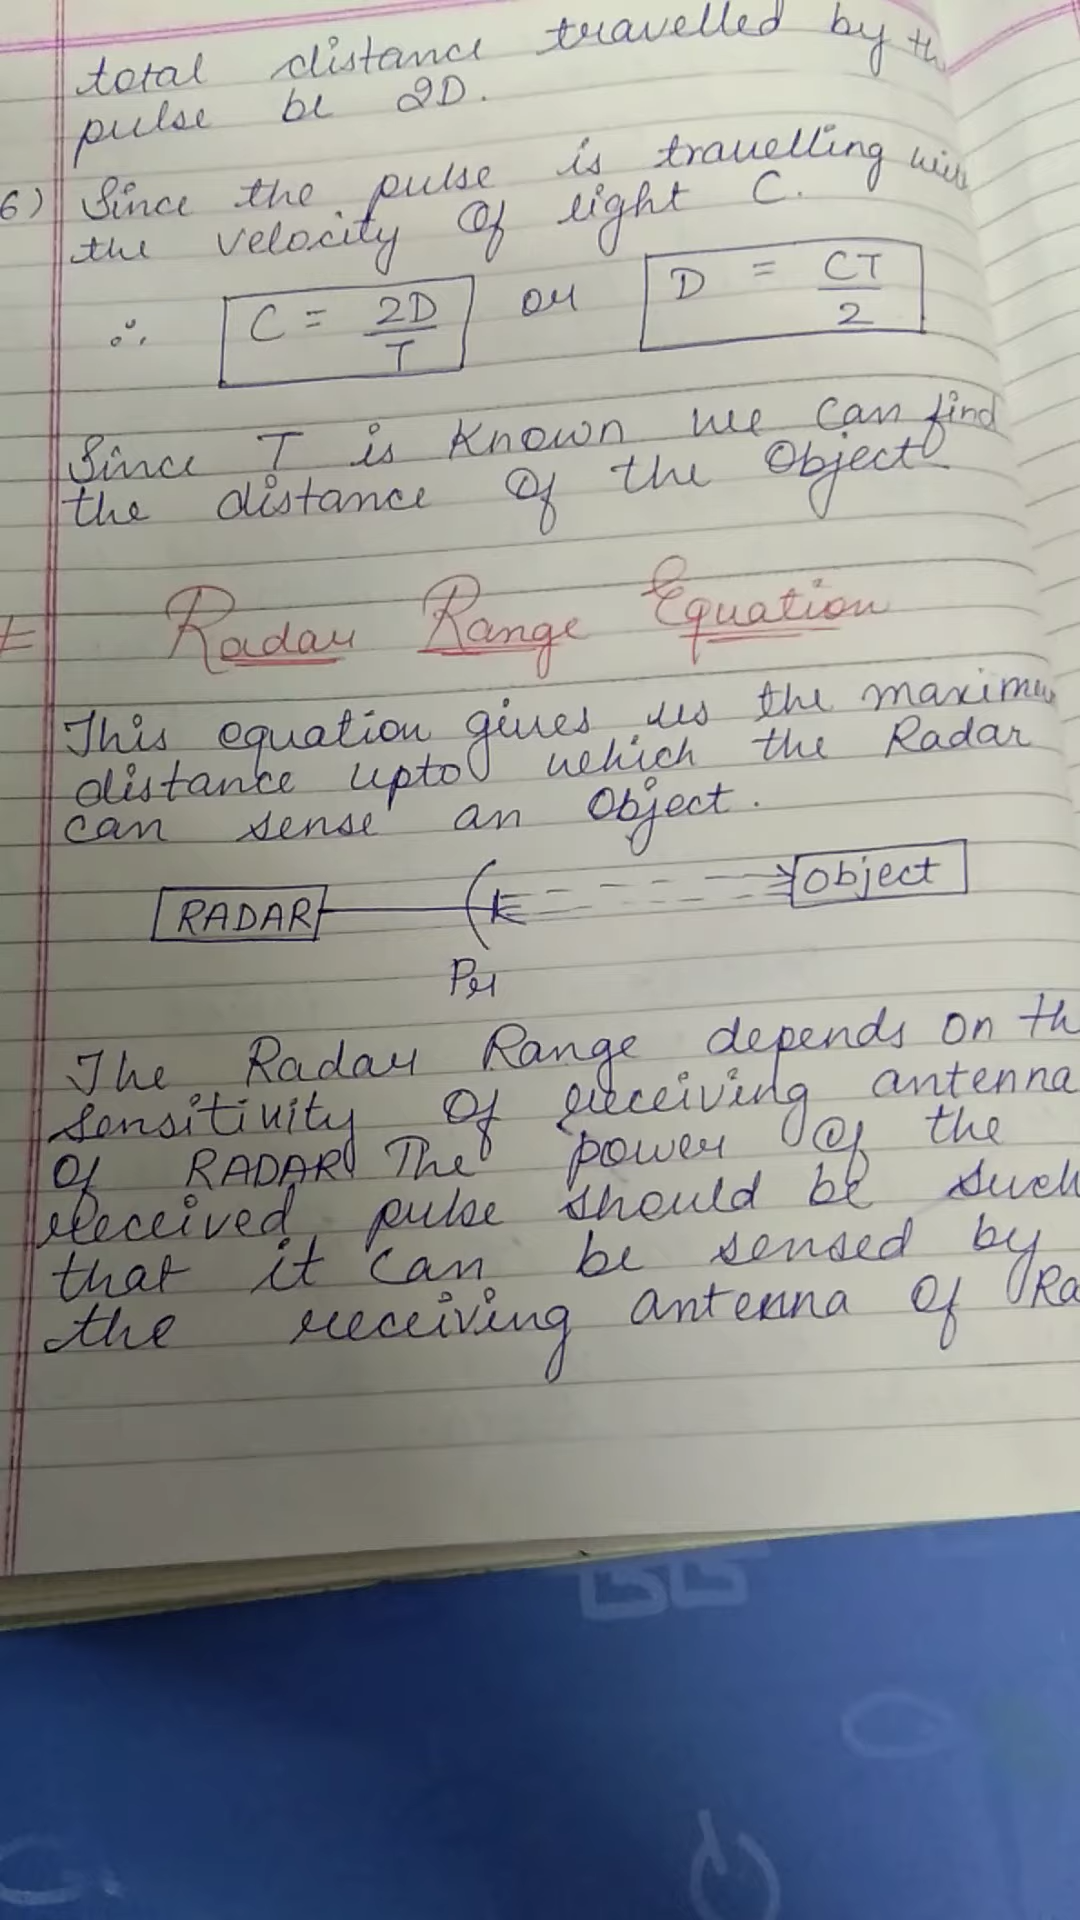 total distance travelled by th
pulse be 2D.
6) Since the pulse is travelling with
the velocity of light C.
∴ C = 2D/T or D = CT/2
Since T is known we can find
the distance of the object
Radar Range Equation
This equation gives us the maximu
distance upto which the Radar
can sense an object.
RADAR Object
Pr
The Radar Range depends on th
sensitivity of receiving antenna
of RADAR The power of the
received pulse should be such
that it can be sensed by
the receiving antenna of Ra